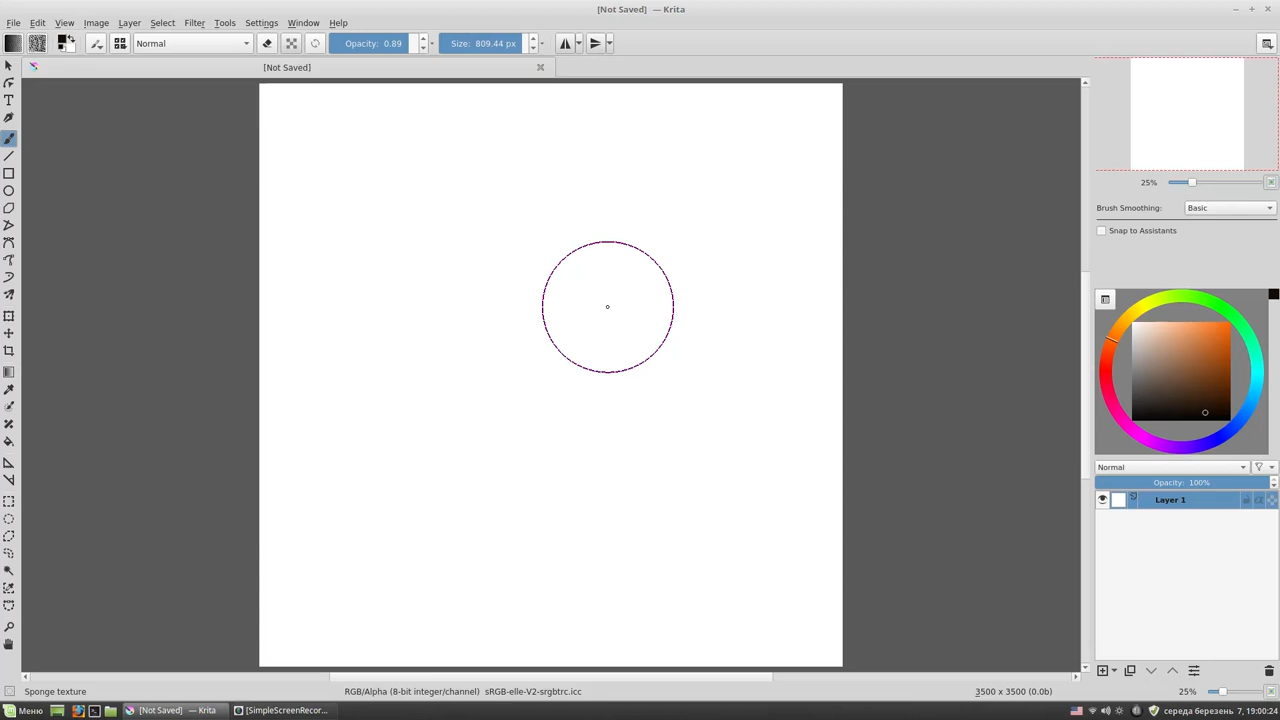 [Not Saved] — Krita
File Edit View Image Layer Select Filter Tools Settings Window Help
Normal Opacity: 0.89 Size: 809.44 px
[Not Saved]
25%
Brush Smoothing: Basic
Snap to Assistants
Normal
Opacity: 100%
Layer 1
Sponge texture RGB/Alpha (8-bit integer/channel) sRGB-elle-V2-srgbtrc.icc 3500 x 3500 (0.0b) 25%
Меню [Not Saved] — Krita [SimpleScreenRecor... середа березень 7, 19:00:24